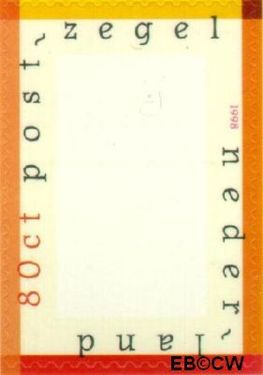 80ct post~
zegel
1998
neder~
land
EB©CW